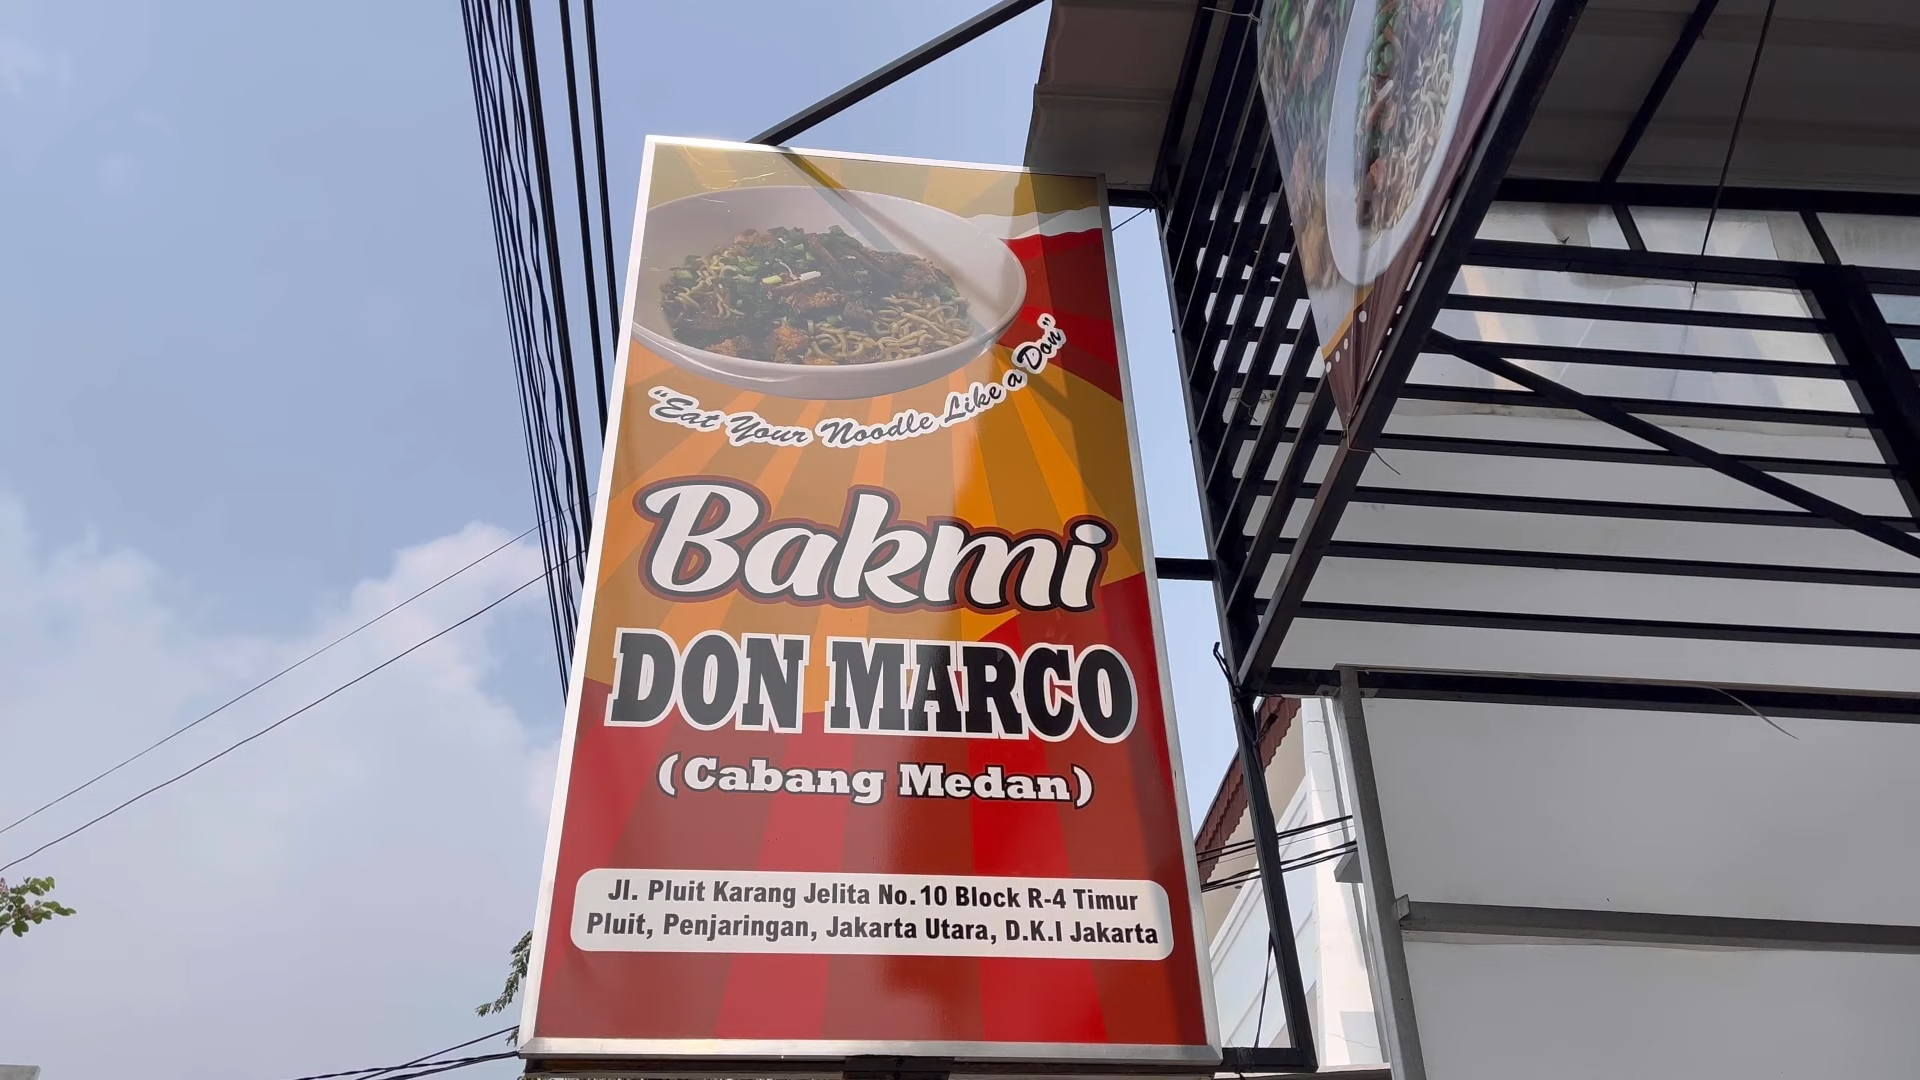 "Eat Your Noodle Like a Don"
Bakmi
DON MARCO
(Cabang Medan)
Jl. Pluit Karang Jelita No.10 Block R-4 Timur
Pluit, Penjaringan, Jakarta Utara, D.K.I Jakarta